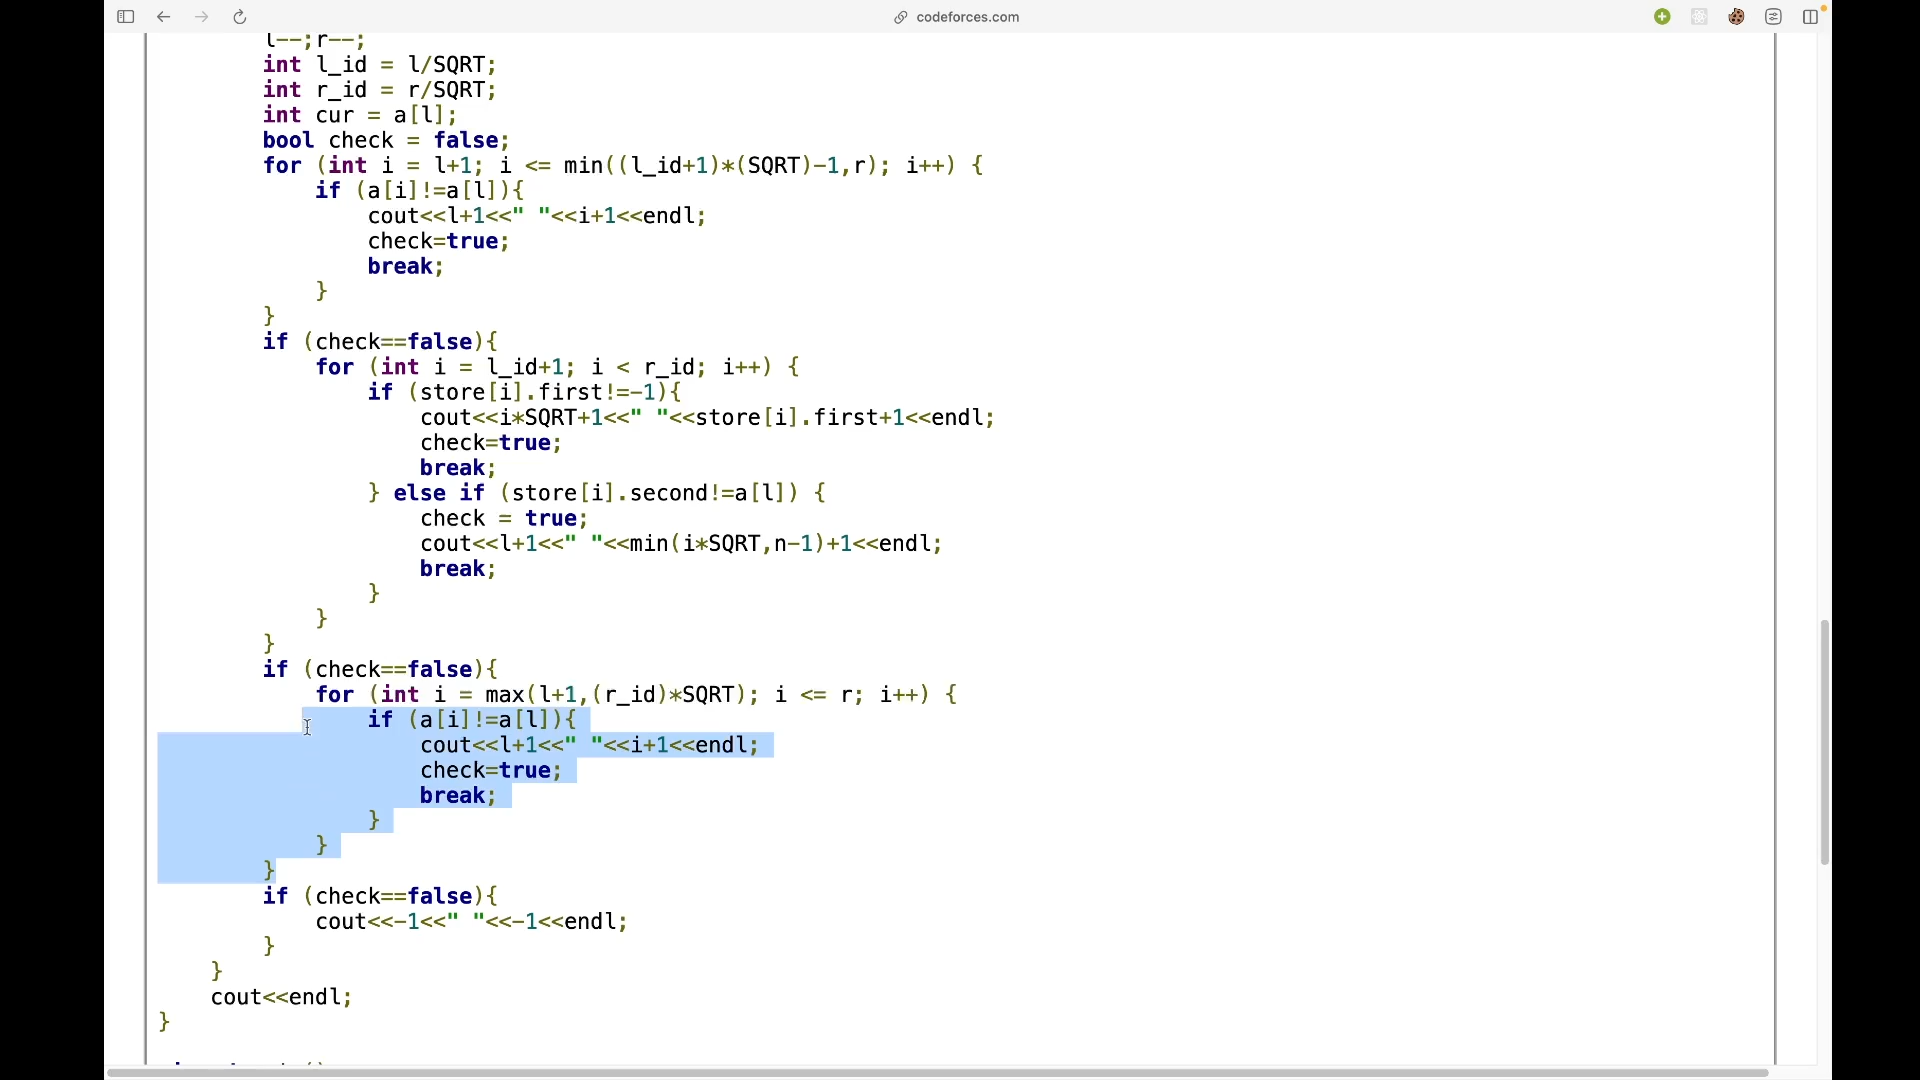 codeforces.com
l--;r--;
int l_id = l/SQRT;
int r_id = r/SQRT;
int cur = a[l];
bool check = false;
for (int i = l+1; i <= min((l_id+1)*(SQRT)-1,r); i++) {
if (a[i]!=a[l]){
cout<<l+1<<" "<<i+1<<endl;
check=true;
break;
}
}
if (check==false){
for (int i = l_id+1; i < r_id; i++) {
if (store[i].first!=-1){
cout<<i*SQRT+1<<" "<<store[i].first+1<<endl;
check=true;
break;
} else if (store[i].second!=a[l]) {
check = true;
cout<<l+1<<" "<<min(i*SQRT,n-1)+1<<endl;
break;
}
}
}
if (check==false){
for (int i = max(l+1,(r_id)*SQRT); i <= r; i++) {
if (a[i]!=a[l]){
cout<<l+1<<" "<<i+1<<endl;
check=true;
break;
}
}
}
if (check==false){
cout<<-1<<" "<<-1<<endl;
}
}
cout<<endl;
}